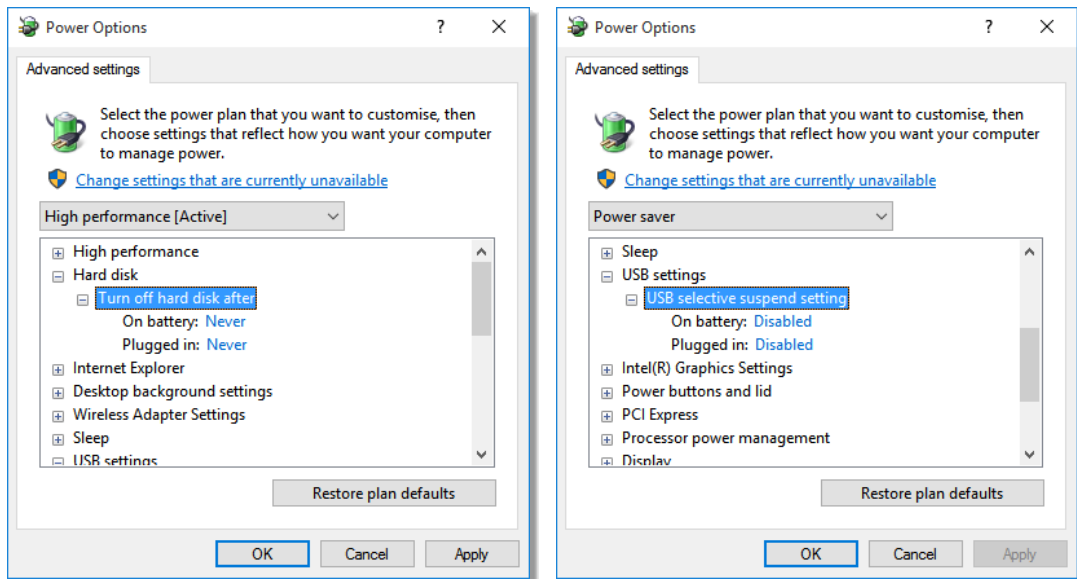 Power Options
?
Advanced settings
Select the power plan that you want to customise, then
choose settings that reflect how you want your computer
to manage power.
Change settings that are currently unavailable
High performance [Active]
High performance
Hard disk
Turn off hard disk after
On battery: Never
Plugged in: Never
Internet Explorer
Desktop background settings
Wireless Adapter Settings
Sleep
USB settings
Restore plan defaults
OK Cancel Apply
Power Options
?
Advanced settings
Select the power plan that you want to customise, then
choose settings that reflect how you want your computer
to manage power.
Change settings that are currently unavailable
Power saver
Sleep
USB settings
USB selective suspend setting
On battery: Disabled
Plugged in: Disabled
Intel(R) Graphics Settings
Power buttons and lid
PCI Express
Processor power management
Display
Restore plan defaults
OK Cancel Apply